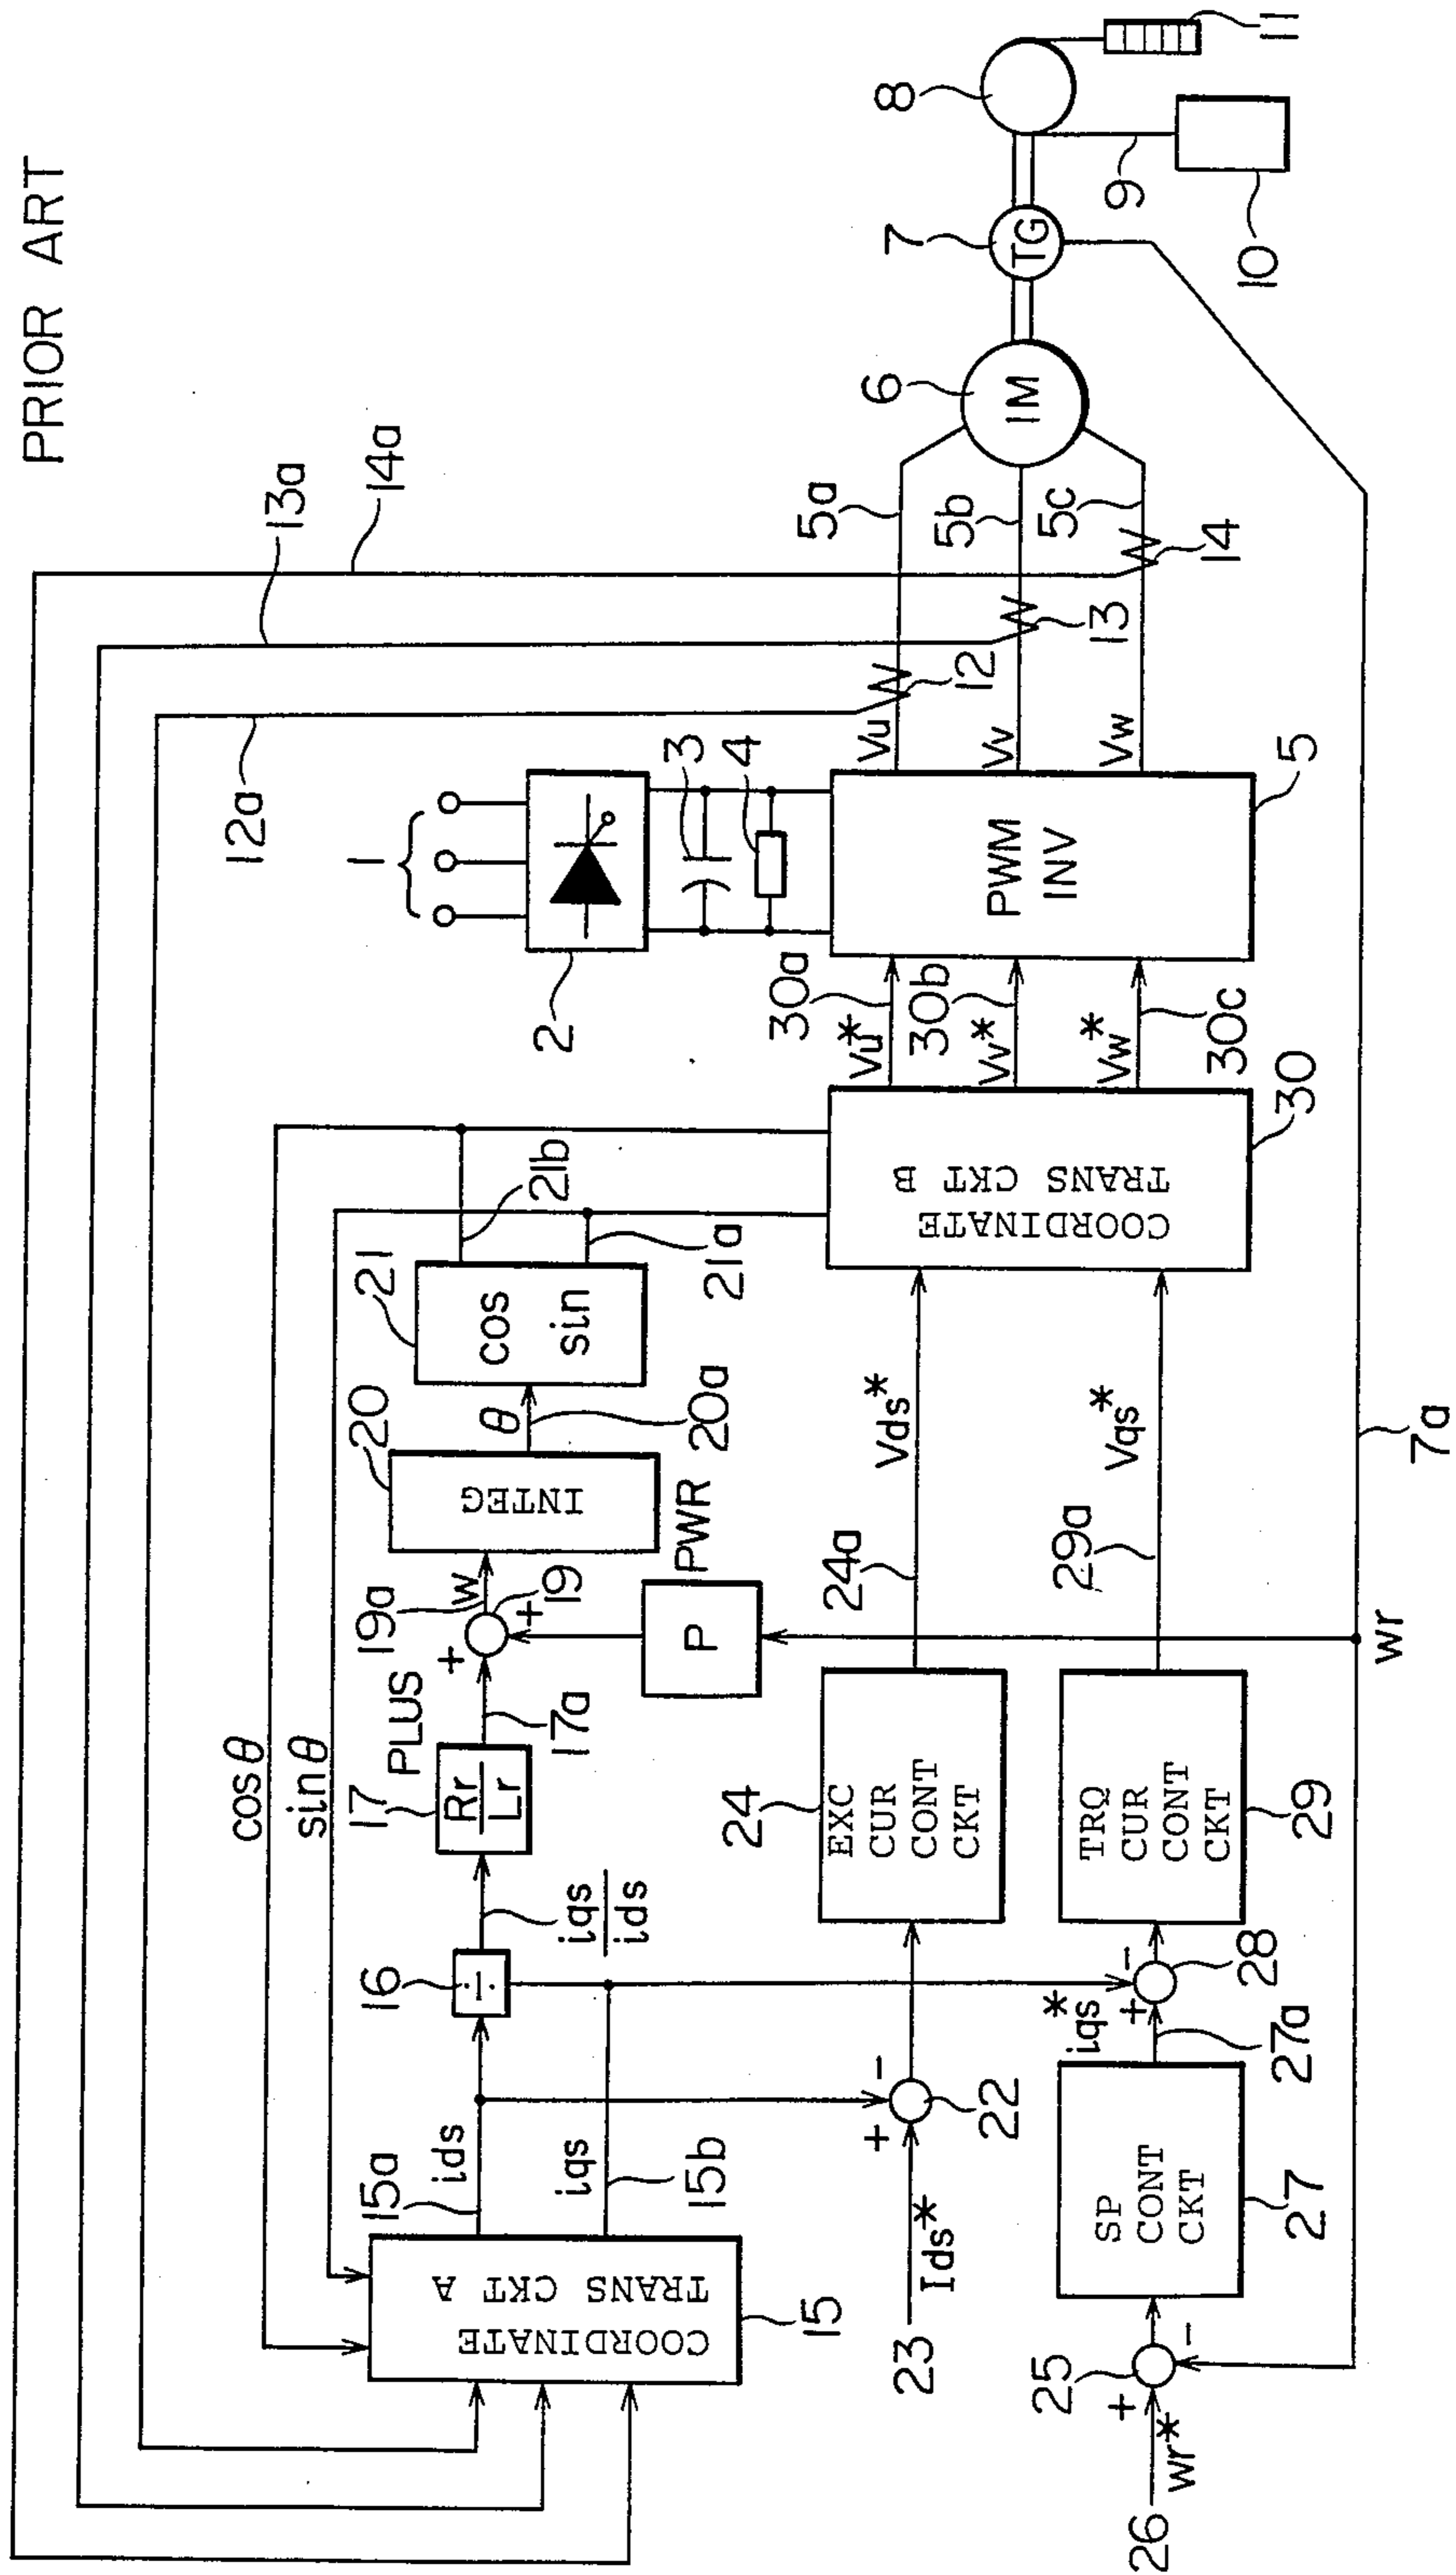 PRIOR ART
14a
13a
12a
1
2
3
4
5
PWM
INV
Vu
Vv
Vw
12
13
14
5a
5b
5c
6
IM
7
TG
8
9
10
11
cosθ
sinθ
21
cos
sin
21b
21a
20
INTEG
θ
20a
19a
w
19
+
+
PWR
P
PLUS
17
Rr
Lr
17a
16
÷
iqs
ids
15a
ids
iqs
15b
COORDINATE
TRANS CKT A
15
23
Ids*
+
-
22
24
EXC
CUR
CONT
CKT
24a
Vds*
26
wr*
25
+
-
SP
CONT
CKT
27
27a
iqs*
+
-
28
TRQ
CUR
CONT
CKT
29
29a
Vqs*
COORDINATE
TRANS CKT B
30
Vu*
30a
Vv*
30b
Vw*
30c
wr
7a